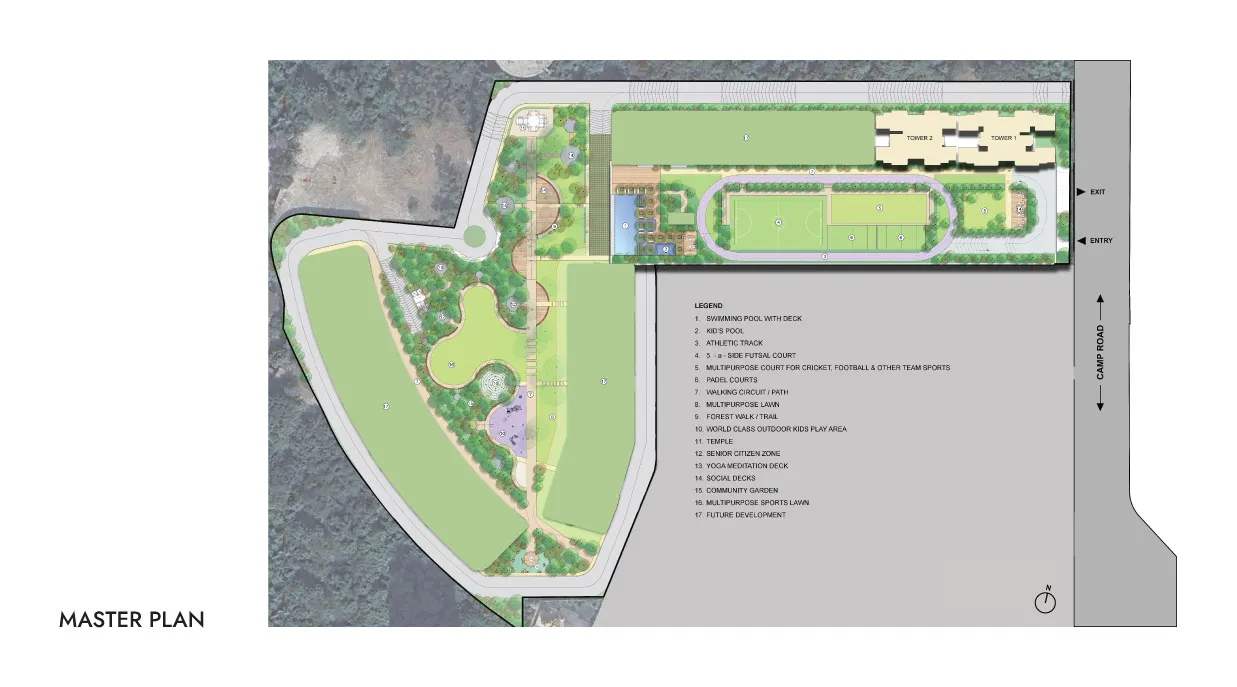 TOWER 2
TOWER 1
EXIT
ENTRY
CAMP ROAD
LEGEND
1. SWIMMING POOL WITH DECK
2. KID'S POOL
3. ATHLETIC TRACK
4. 5 - a - SIDE FUTSAL COURT
5. MULTIPURPOSE COURT FOR CRICKET, FOOTBALL & OTHER TEAM SPORTS
6. PADEL COURTS
7. WALKING CIRCUIT / PATH
8. MULTIPURPOSE LAWN
9. FOREST WALK / TRAIL
10. WORLD CLASS OUTDOOR KIDS PLAY AREA
11. TEMPLE
12. SENIOR CITIZEN ZONE
13 YOGA MEDITATION DECK
14. SOCIAL DECKS
15. COMMUNITY GARDEN
16. MULTIPURPOSE SPORTS LAWN
17. FUTURE DEVELOPMENT
N
MASTER PLAN